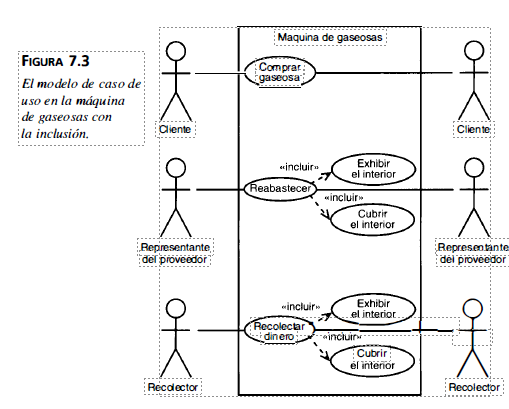 FIGURA 7.3
El modelo de caso de
uso en la máquina
de gaseosas con
la inclusión.
Maquina de gaseosas
Comprar
gaseosa
Cliente
Cliente
«incluir»
Exhibir
el interior
Reabastecer
«incluir»
Cubrir
el interior
Representante
del proveedor
Representante
del proveedor
«incluir»
Exhibir
el interior
Recolectar
dinero
«incluir»
Cubrir
el interior
Recolector
Recolector